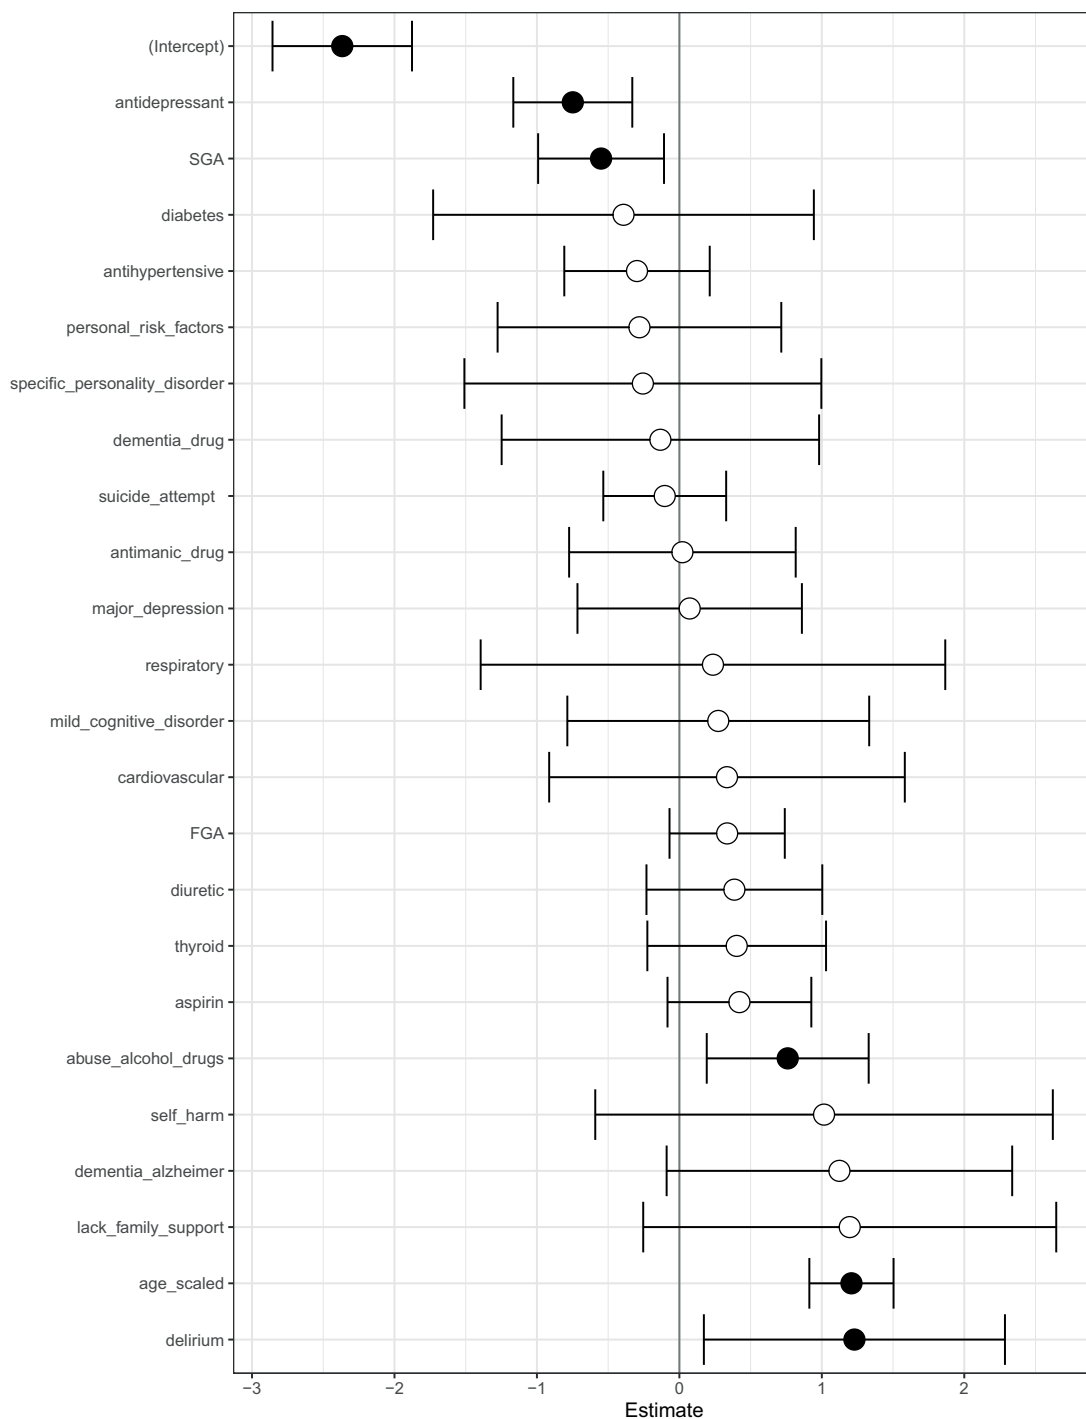 (Intercept)
antidepressant
SGA
diabetes
antihypertensive
personal_risk_factors
specific_personality_disorder
dementia_drug
suicide_attempt
antimanic_drug
major_depression
respiratory
mild_cognitive_disorder
cardiovascular
FGA
diuretic
thyroid
aspirin
abuse_alcohol_drugs
self_harm
dementia_alzheimer
lack_family_support
age_scaled
delirium
−3 −2 −1 0 1 2
Estimate